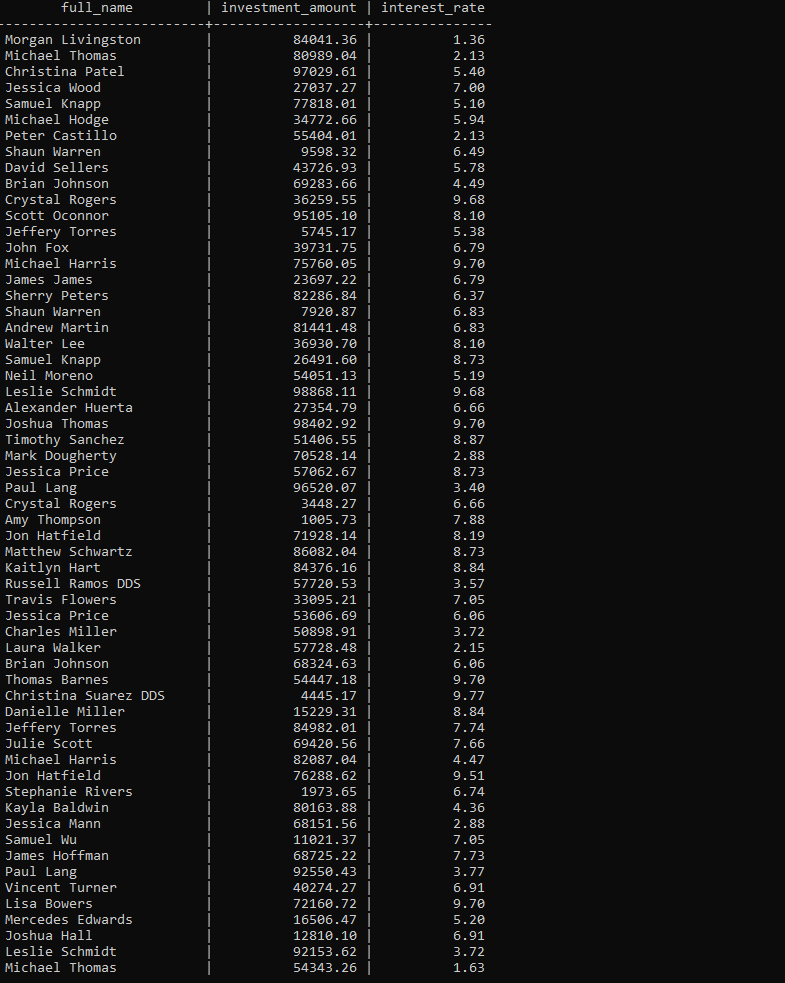 full_name | investment_amount | interest_rate
--------------------------+-------------------+---------------
Morgan Livingston | 84041.36 | 1.36
Michael Thomas | 80989.04 | 2.13
Christina Patel | 97029.61 | 5.40
Jessica Wood | 27037.27 | 7.00
Samuel Knapp | 77818.01 | 5.10
Michael Hodge | 34772.66 | 5.94
Peter Castillo | 55404.01 | 2.13
Shaun Warren | 9598.32 | 6.49
David Sellers | 43726.93 | 5.78
Brian Johnson | 69283.66 | 4.49
Crystal Rogers | 36259.55 | 9.68
Scott Oconnor | 95105.10 | 8.10
Jeffery Torres | 5745.17 | 5.38
John Fox | 39731.75 | 6.79
Michael Harris | 75760.05 | 9.70
James James | 23697.22 | 6.79
Sherry Peters | 82286.84 | 6.37
Shaun Warren | 7920.87 | 6.83
Andrew Martin | 81441.48 | 6.83
Walter Lee | 36930.70 | 8.10
Samuel Knapp | 26491.60 | 8.73
Neil Moreno | 54051.13 | 5.19
Leslie Schmidt | 98868.11 | 9.68
Alexander Huerta | 27354.79 | 6.66
Joshua Thomas | 98402.92 | 9.70
Timothy Sanchez | 51406.55 | 8.87
Mark Dougherty | 70528.14 | 2.88
Jessica Price | 57062.67 | 8.73
Paul Lang | 96520.07 | 3.40
Crystal Rogers | 3448.27 | 6.66
Amy Thompson | 1005.73 | 7.88
Jon Hatfield | 71928.14 | 8.19
Matthew Schwartz | 86082.04 | 8.73
Kaitlyn Hart | 84376.16 | 8.84
Russell Ramos DDS | 57720.53 | 3.57
Travis Flowers | 33095.21 | 7.05
Jessica Price | 53606.69 | 6.06
Charles Miller | 50898.91 | 3.72
Laura Walker | 57728.48 | 2.15
Brian Johnson | 68324.63 | 6.06
Thomas Barnes | 54447.18 | 9.70
Christina Suarez DDS | 4445.17 | 9.77
Danielle Miller | 15229.31 | 8.84
Jeffery Torres | 84982.01 | 7.74
Julie Scott | 69420.56 | 7.66
Michael Harris | 82087.04 | 4.47
Jon Hatfield | 76288.62 | 9.51
Stephanie Rivers | 1973.65 | 6.74
Kayla Baldwin | 80163.88 | 4.36
Jessica Mann | 68151.56 | 2.88
Samuel Wu | 11021.37 | 7.05
James Hoffman | 68725.22 | 7.73
Paul Lang | 92550.43 | 3.77
Vincent Turner | 40274.27 | 6.91
Lisa Bowers | 72160.72 | 9.70
Mercedes Edwards | 16506.47 | 5.20
Joshua Hall | 12810.10 | 6.91
Leslie Schmidt | 92153.62 | 3.72
Michael Thomas | 54343.26 | 1.63